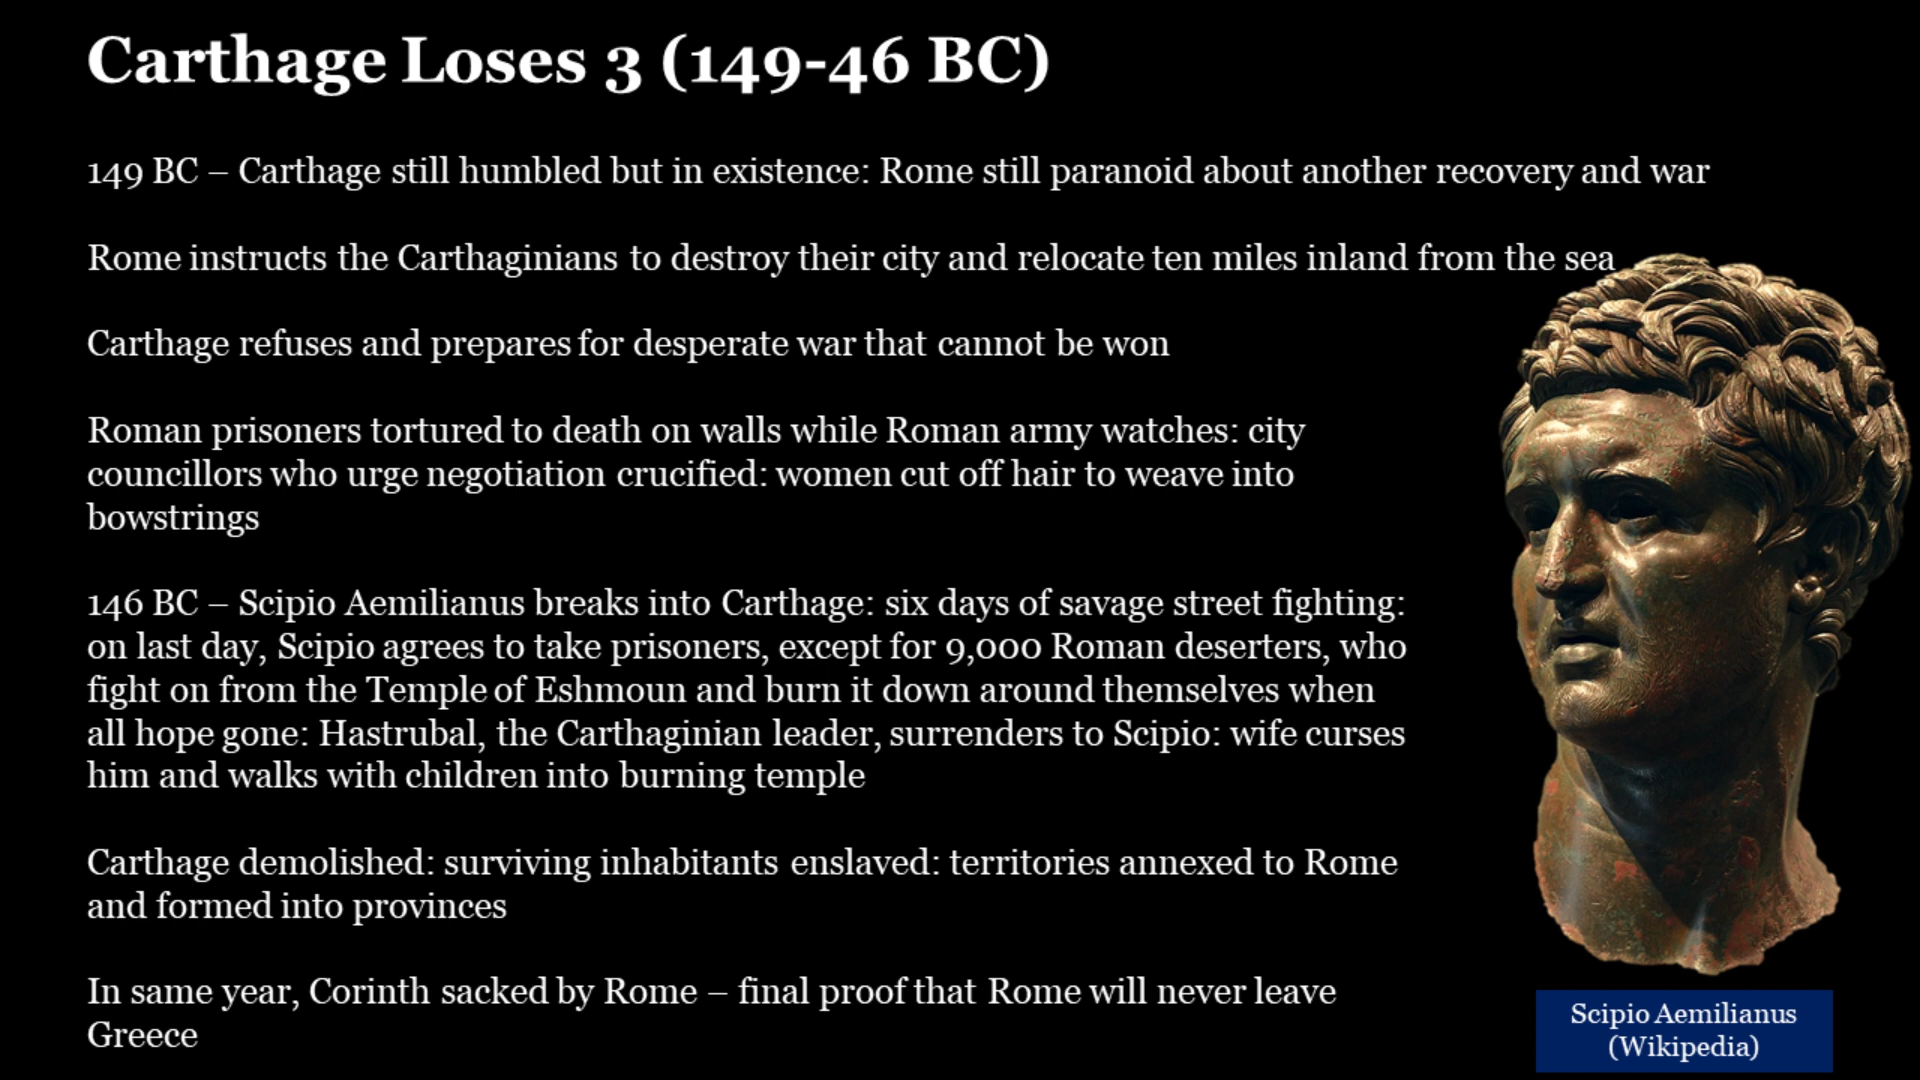 Carthage Loses 3 (149-46 BC)
149 BC – Carthage still humbled but in existence: Rome still paranoid about another recovery and war
Rome instructs the Carthaginians to destroy their city and relocate ten miles inland from the sea
Carthage refuses and prepares for desperate war that cannot be won
Roman prisoners tortured to death on walls while Roman army watches: city
councillors who urge negotiation crucified: women cut off hair to weave into
bowstrings
146 BC – Scipio Aemilianus breaks into Carthage: six days of savage street fighting:
on last day, Scipio agrees to take prisoners, except for 9,000 Roman deserters, who
fight on from the Temple of Eshmoun and burn it down around themselves when
all hope gone: Hastrubal, the Carthaginian leader, surrenders to Scipio: wife curses
him and walks with children into burning temple
Carthage demolished: surviving inhabitants enslaved: territories annexed to Rome
and formed into provinces
In same year, Corinth sacked by Rome – final proof that Rome will never leave
Greece
Scipio Aemilianus
(Wikipedia)